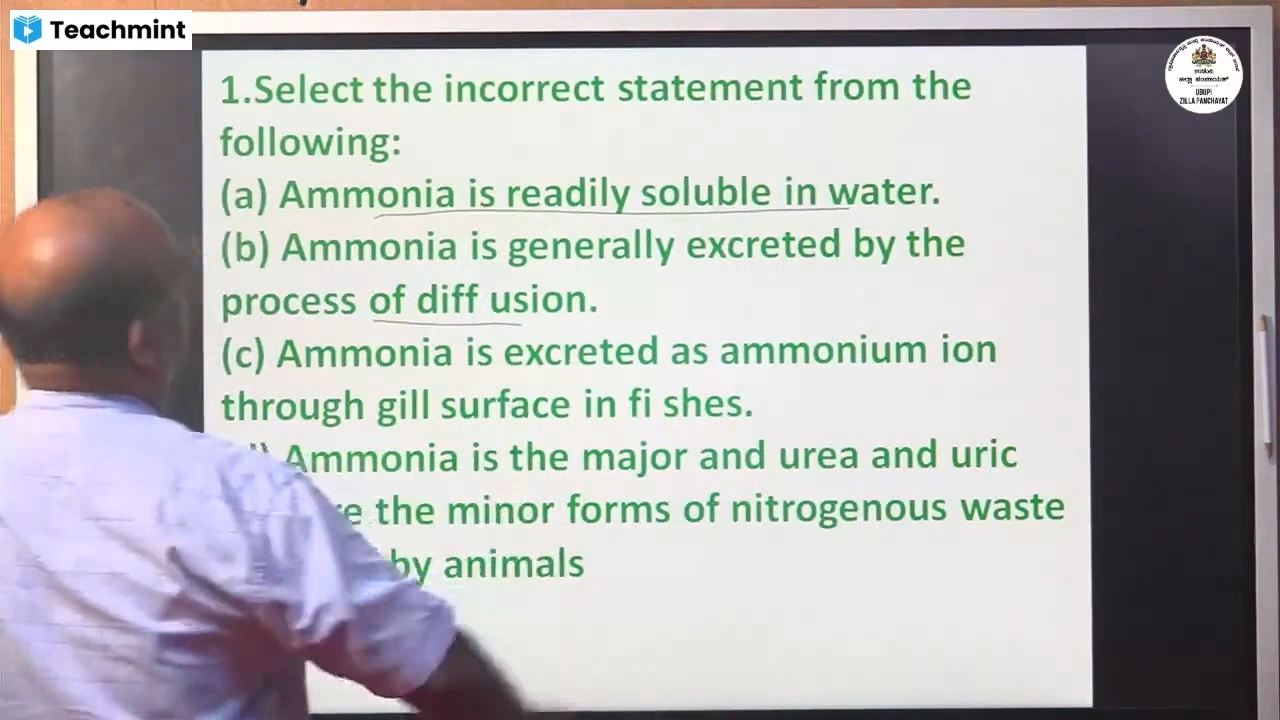 Teachmint
1.Select the incorrect statement from the
following:
(a) Ammonia is readily soluble in water.
(b) Ammonia is generally excreted by the
process of diff usion.
(c) Ammonia is excreted as ammonium ion
through gill surface in fi shes.
Ammonia is the major and urea and uric
the minor forms of nitrogenous waste
by animals
UDUPI
ZILLA PANCHAYAT